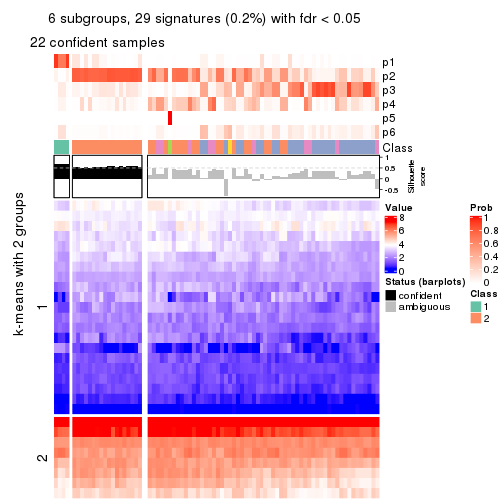 6 subgroups, 29 signatures (0.2%) with fdr < 0.05
22 confident samples
p1
p2
p3
p4
p5
p6
Class
1
0.5
0
-0.5
Silhouette
score
k-means with 2 groups
1
2
Value
8
6
4
2
0
Status (barplots)
confident
ambiguous
Prob
1
0.8
0.6
0.4
0.2
0
Class
1
2